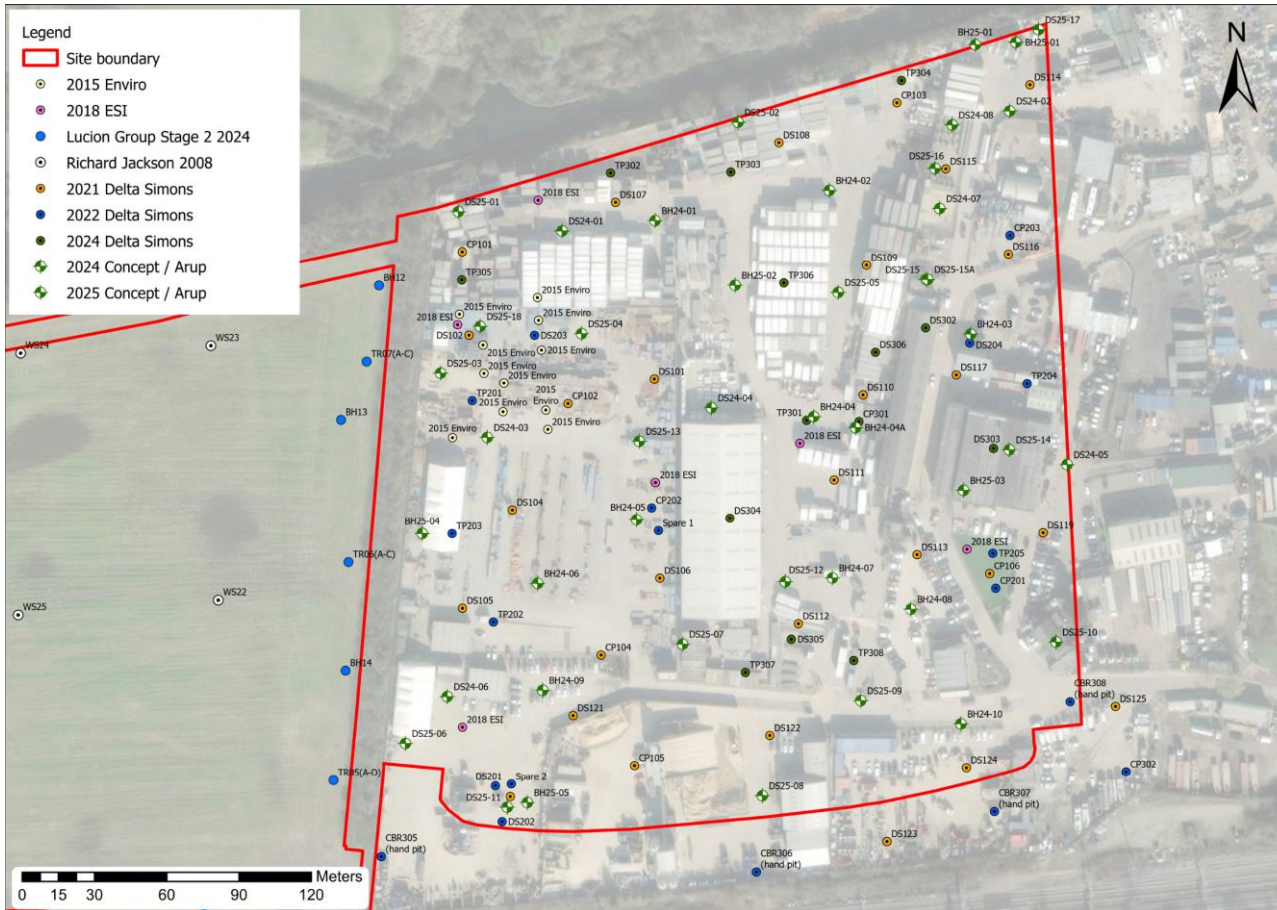 Legend
Site boundary
2015 Enviro
2018 ESI
Lucion Group Stage 2 2024
Richard Jackson 2008
2021 Delta Simons
2022 Delta Simons
2024 Delta Simons
2024 Concept / Arup
2025 Concept / Arup
N
DS25-17
BH25-01
BH25-01
TP304
CP103
DS114
DS24-02
DS24-08
DS25-02
DS108
DS25-16
DS115
TP302
TP303
2018 ESI
DS107
BH24-02
DS25-01
BH24-01
DS24-01
DS24-07
CP203
DS116
CP101
DS109
TP305
BH12
BH25-02
TP306
DS25-05
DS25-15
DS25-15A
2015 Enviro
2015 Enviro
2018 ESI
DS25-18
2015 Enviro
DS102
DS203
DS25-04
DS302
BH24-03
DS204
WS23
WS24
2015 Enviro
2015 Enviro
DS306
TR07(A-C)
DS25-03
2015 Enviro
DS101
DS117
TP204
2015 Enviro
TP201
2015
Enviro
CP102
DS110
2015 Enviro
DS24-04
BH13
TP301
BH24-04
CP301
BH24-04A
2015 Enviro
2015 Enviro
DS24-03
DS25-13
2018 ESI
DS303
DS25-14
DS24-05
2018 ESI
DS111
BH25-03
DS104
CP202
BH24-05
Spare 1
DS304
BH25-04
TP203
DS119
2018 ESI
TP205
DS113
TR06(A-C)
CP106
CP201
DS106
BH24-06
DS25-12
BH24-07
WS22
WS25
DS105
TP202
BH24-08
DS112
DS305
DS25-07
DS25-10
CP104
TP308
BH14
TP307
DS24-06
BH24-09
DS25-09
CBR308
(hand pit)
DS125
2018 ESI
DS121
BH24-10
DS25-06
DS122
CP105
DS124
CP302
TR05(A-D)
DS201
Spare 2
DS25-11
BH25-05
DS202
DS25-08
CBR307
(hand pit)
DS123
CBR305
(hand pit)
CBR306
(hand pit)
Meters
0 15 30 60 90 120